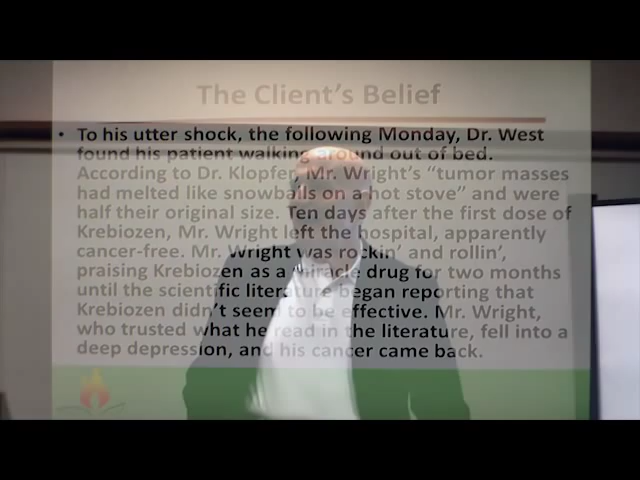 The Client's Belief
• To his utter shock, the following Monday, Dr. West
found his patient walking around out of bed.
According to Dr. Klopfer, Mr. Wright's "tumor masses
had melted like snowballs on a hot stove" and were
half their original size. Ten days after the first dose of
Krebiozen, Mr. Wright left the hospital, apparently
cancer-free. Mr. Wright was rockin' and rollin',
praising Krebiozen as a miracle drug for two months
until the scientific literature began reporting that
Krebiozen didn't seem to be effective. Mr. Wright,
who trusted what he read in the literature, fell into a
deep depression, and his cancer came back.